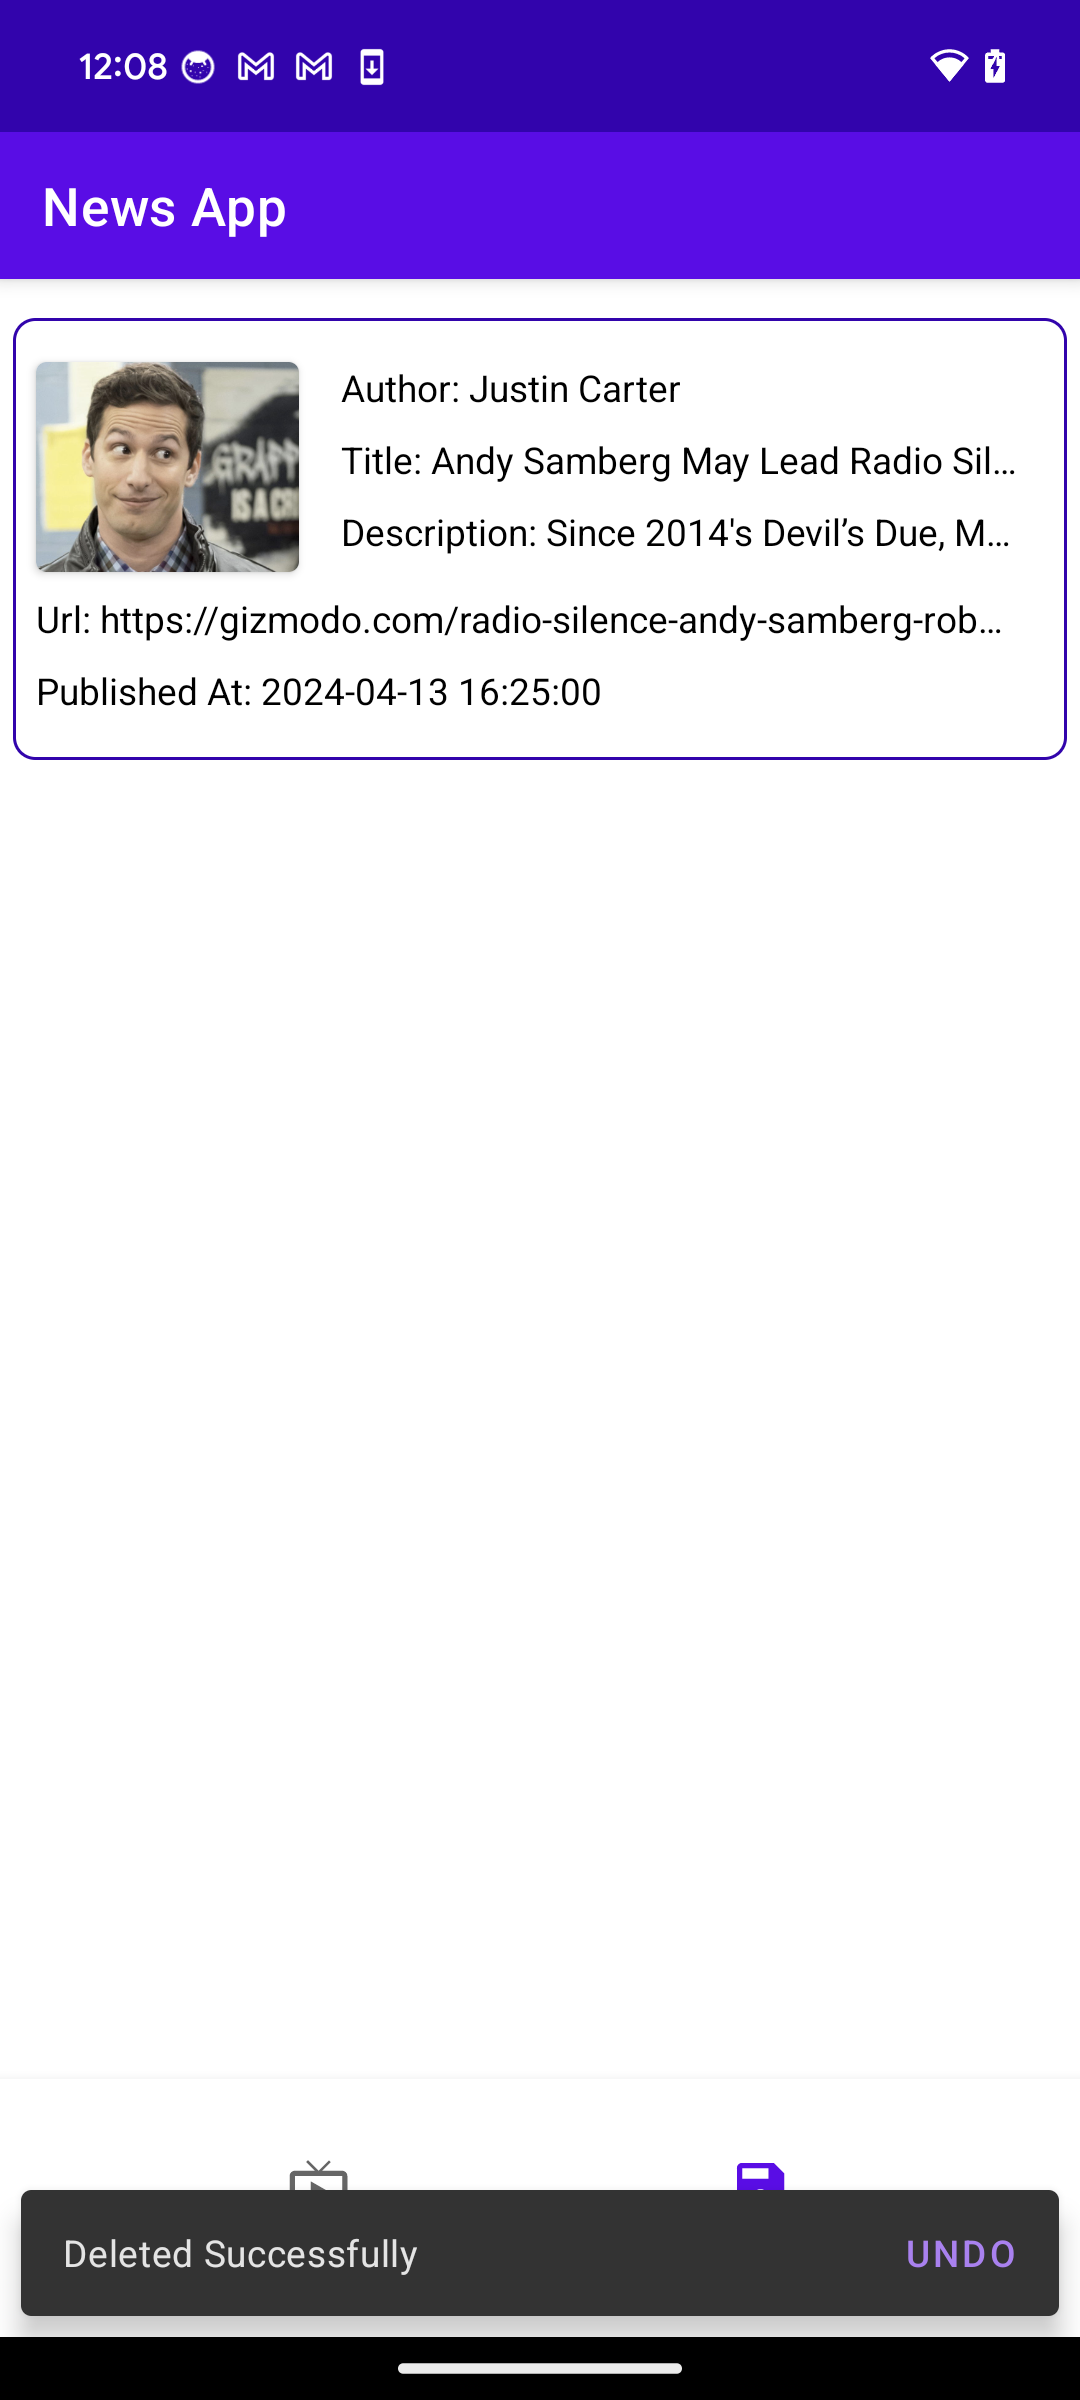 12:08
News App
Author: Justin Carter
Title: Andy Samberg May Lead Radio Sil…
Description: Since 2014's Devil’s Due, M…
Url: https://gizmodo.com/radio-silence-andy-samberg-rob…
Published At: 2024-04-13 16:25:00
Deleted Successfully
UNDO